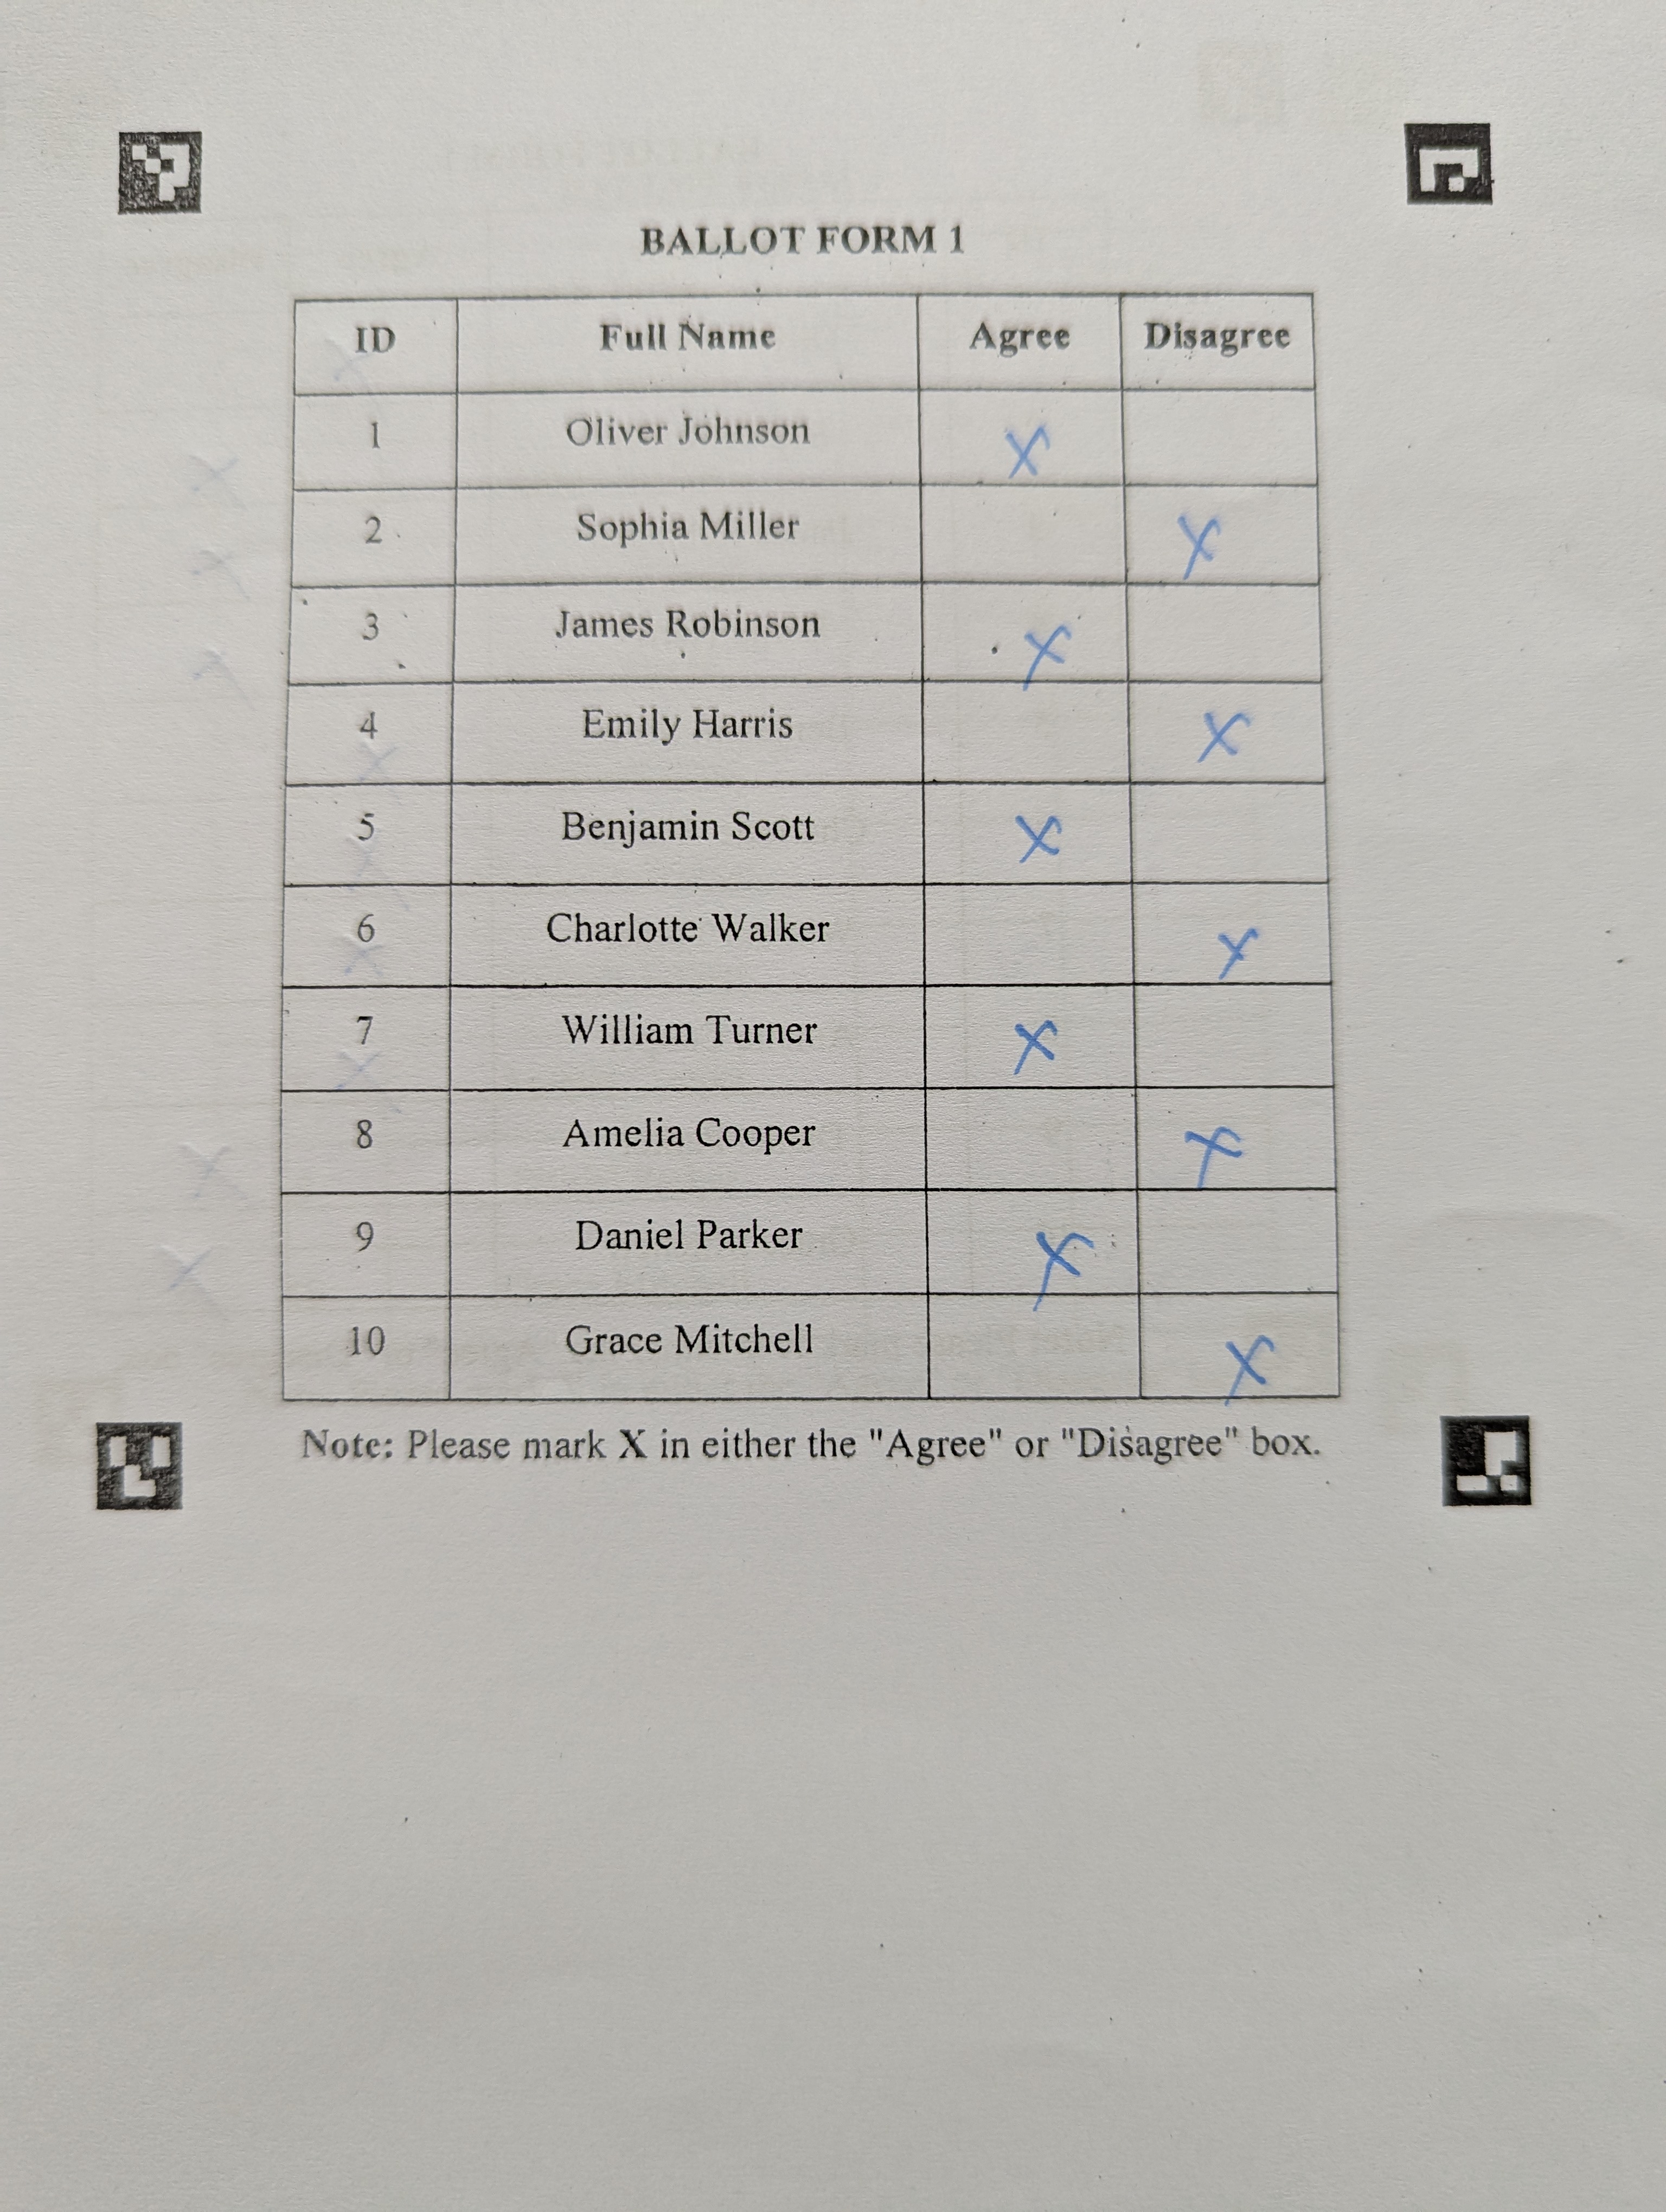 BALLOT FORM 1
ID Full Name Agree Disagree
1 Oliver Johnson X
2 Sophia Miller X
3 James Robinson X
4 Emily Harris X
5 Benjamin Scott X
6 Charlotte Walker X
7 William Turner X
8 Amelia Cooper X
9 Daniel Parker X
10 Grace Mitchell X
Note: Please mark X in either the "Agree" or "Disagree" box.